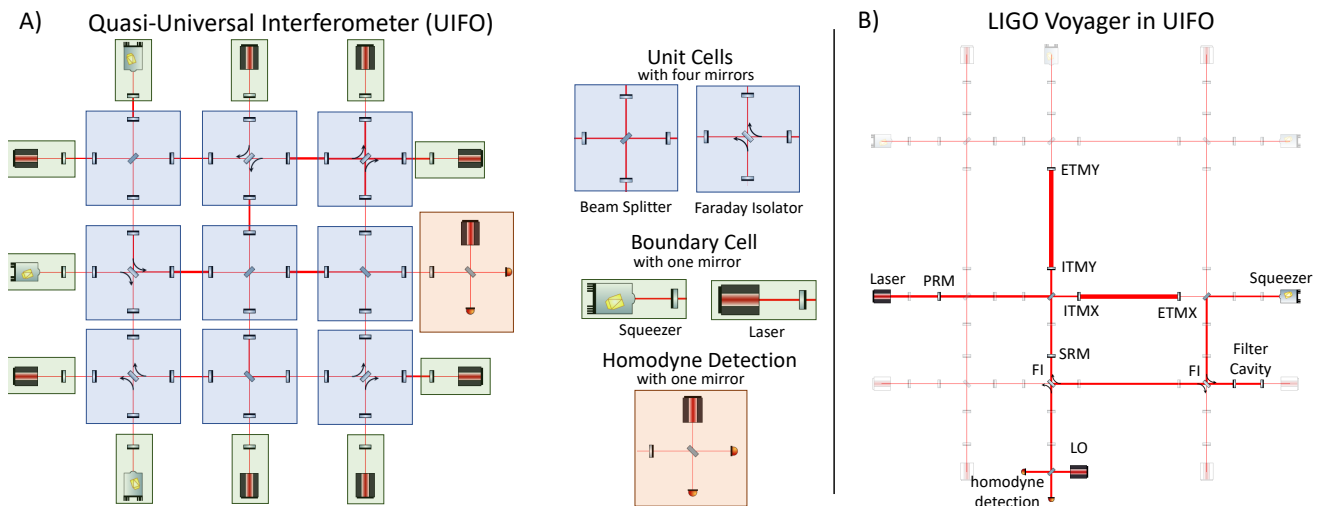 A)
Quasi-Universal Interferometer (UIFO)
Unit Cells
with four mirrors
Beam Splitter
Faraday Isolator
Boundary Cell
with one mirror
Squeezer
Laser
Homodyne Detection
with one mirror
B)
LIGO Voyager in UIFO
ETMY
ITMY
Laser
PRM
Squeezer
ITMX
ETMX
SRM
FI
FI
Filter
Cavity
LO
homodyne
detection